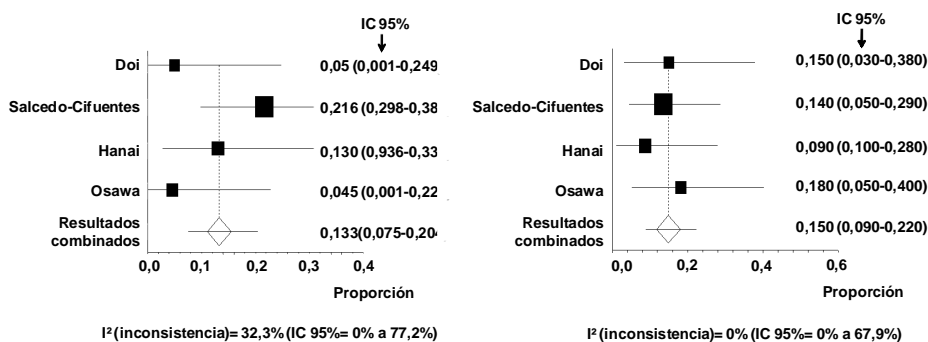 IC 95%
Doi 0,05 (0,001-0,249
Salcedo-Cifuentes 0,216 (0,298-0,38
Hanai 0,130 (0,936-0,33
Osawa 0,045 (0,001-0,22
Resultados
combinados 0,133(0,075-0,204
0,0 0,1 0,2 0,3 0,4
Proporción
I² (inconsistencia)= 32,3% (IC 95%= 0% a 77,2%)
IC 95%
Doi 0,150 (0,030-0,380)
Salcedo-Cifuentes 0,140 (0,050-0,290)
Hanai 0,090 (0,100-0,280)
Osawa 0,180 (0,050-0,400)
Resultados
combinados 0,150 (0,090-0,220)
0,0 0,2 0,4 0,6
Proporción
I² (inconsistencia)= 0% (IC 95%= 0% a 67,9%)